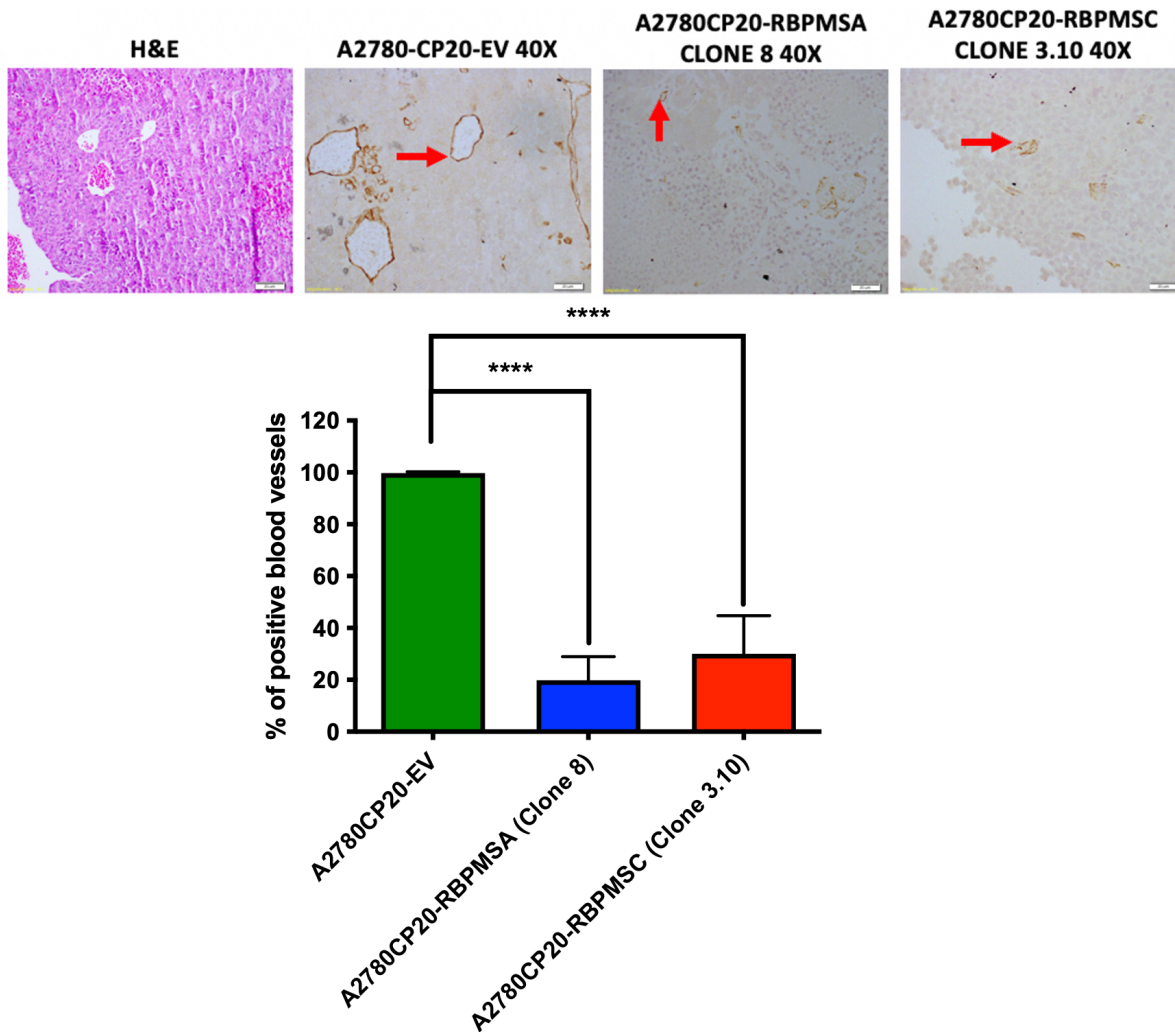 H&E
A2780-CP20-EV 40X
A2780CP20-RBPMSA
CLONE 8 40X
A2780CP20-RBPMSC
CLONE 3.10 40X
****
****
% of positive blood vessels
120
100
80
60
40
20
0
A2780CP20-EV
A2780CP20-RBPMSA (Clone 8)
A2780CP20-RBPMSC (Clone 3.10)